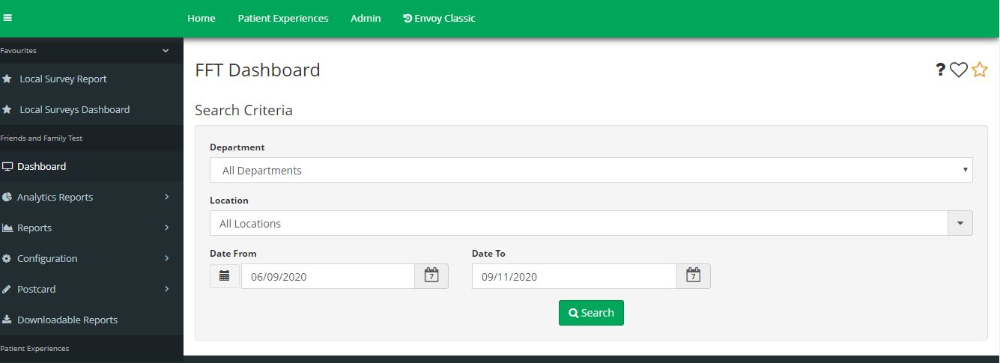 Home Patient Experiences Admin Envoy Classic
Favourites
Local Survey Report
Local Surveys Dashboard
Friends and Family Test
Dashboard
Analytics Reports
Reports
Configuration
Postcard
Downloadable Reports
Patient Experiences
FFT Dashboard
?
Search Criteria
Department
All Departments
Location
All Locations
Date From Date To
06/09/2020 7 09/11/2020 7
Search